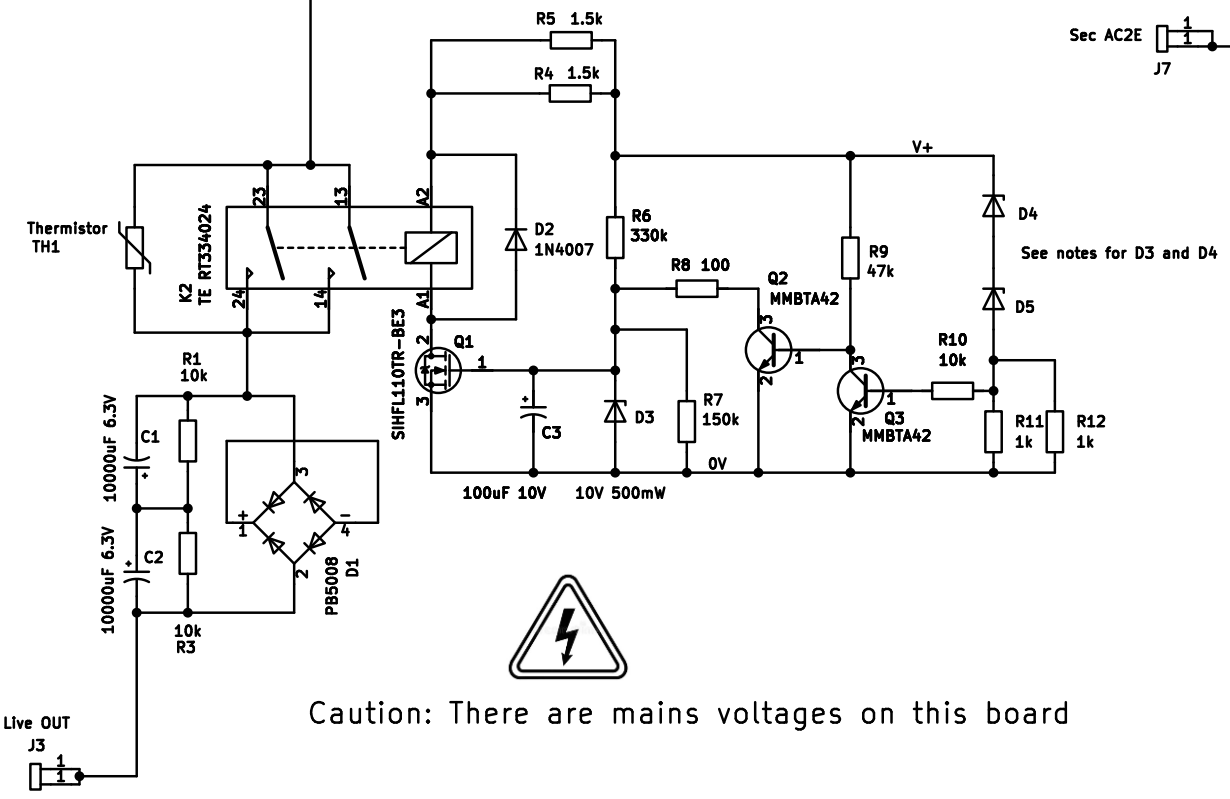 R5 1.5k
Sec AC2E
1
1
J7
R4 1.5k
V+
23
13
A2
Thermistor
TH1
K2
TE RT334024
D2
1N4007
R6
330k
D4
R9
47k
See notes for D3 and D4
R8 100
Q2
MMBTA42
24
14
A1
D5
SIHFL110TR-BE3
2
Q1
1
3
3
1
2
R10
10k
3
1
2
Q3
MMBTA42
R1
10k
+
C3
D3
R7
150k
R11
1k
R12
1k
10000uF 6.3V
C1
+
3
0V
100uF 10V
10V 500mW
+
1
-
4
10000uF 6.3V
+
C2
2
PB5008
D1
10k
R3
Caution: There are mains voltages on this board
Live OUT
J3
1
1